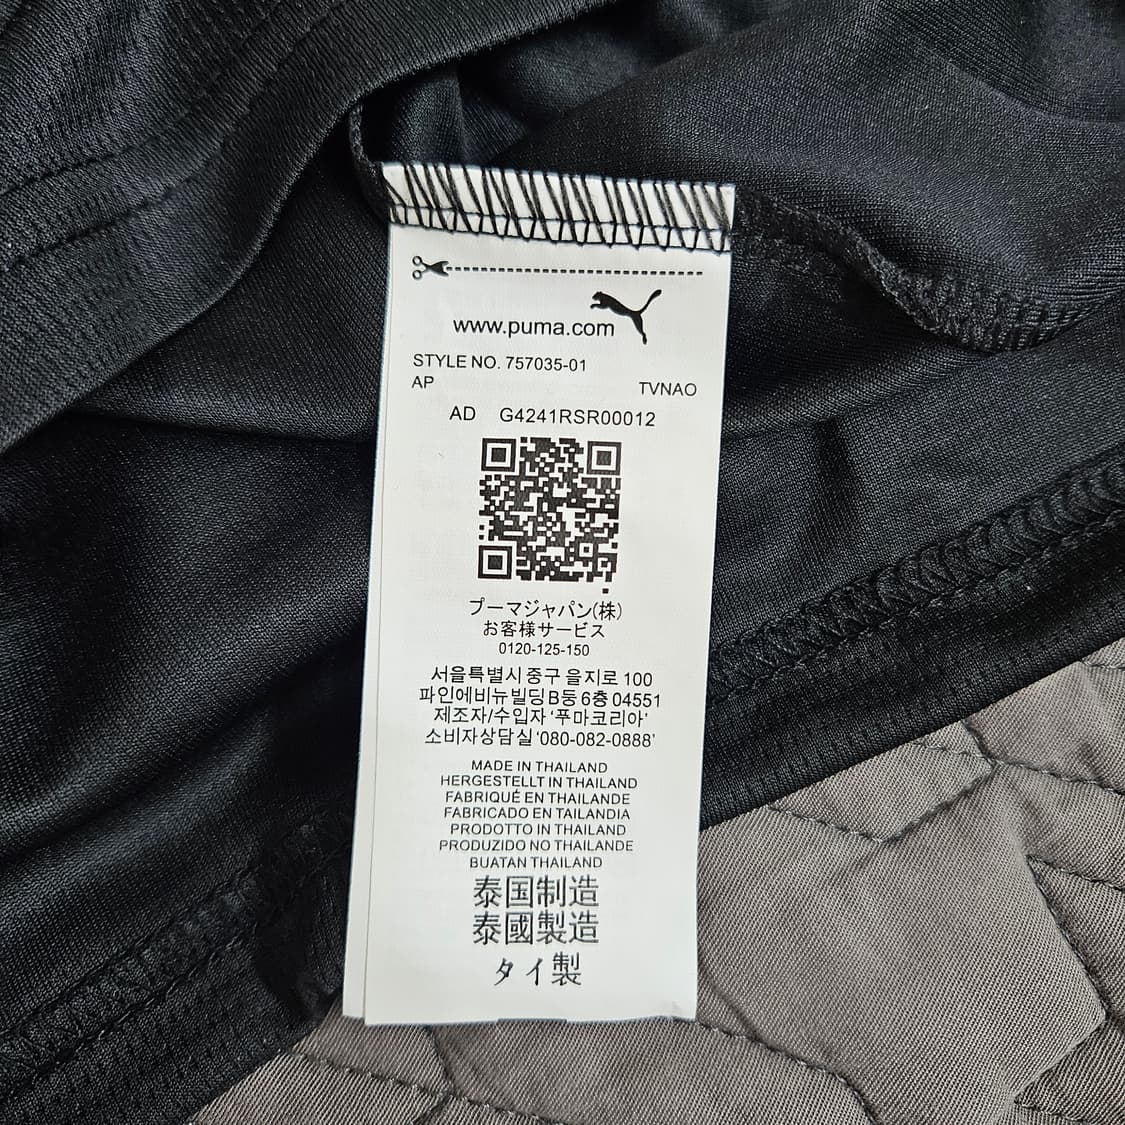 www.puma.com
STYLE NO. 757035-01
AP TVNAO
AD G4241RSR00012
プーマジャパン(株)
お客様サービス
0120-125-150
서울특별시 중구 을지로 100
파인에비뉴빌딩 B동 6층 04551
제조자/수입자 '푸마코리아'
소비자상담실 '080-082-0888'
MADE IN THAILAND
HERGESTELLT IN THAILAND
FABRIQUÉ EN THAILANDE
FABRICADO EN TAILANDIA
PRODOTTO IN THAILAND
PRODUZIDO NO THAILANDE
BUATAN THAILAND
泰国制造
泰國製造
タイ製